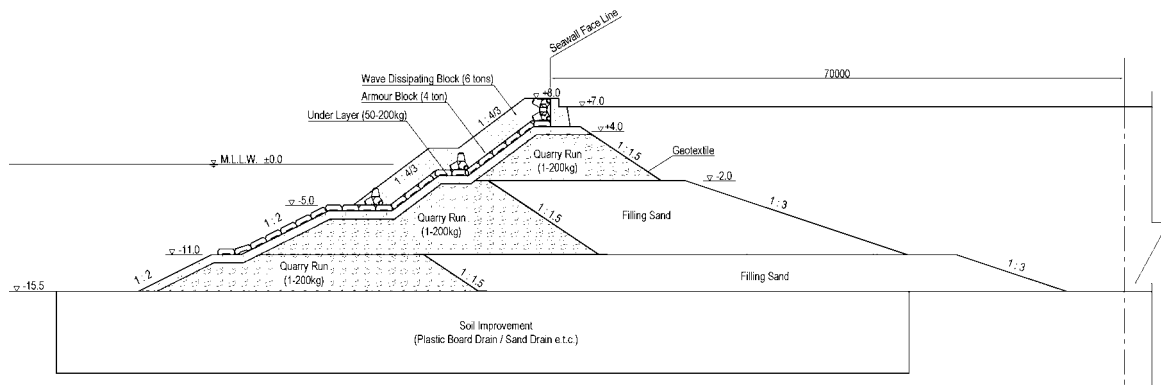 Seawall Face Line
70000
Wave Dissipating Block (6 tons)
Armour Block (4 ton)
Under Layer (50-200kg)
1 : 4/3
+8.0
+7.0
+4.0
M.L.L.W. ±0.0
Quarry Run
(1-200kg)
1 : 1.5
Geotextile
1 : 4/3
-2.0
-5.0
1 : 2
Quarry Run
(1-200kg)
1 : 1.5
Filling Sand
1 : 3
-11.0
1 : 2
Quarry Run
(1-200kg)
1 : 1.5
Filling Sand
1 : 3
-15.5
Soil Improvement
(Plastic Board Drain / Sand Drain e.t.c.)